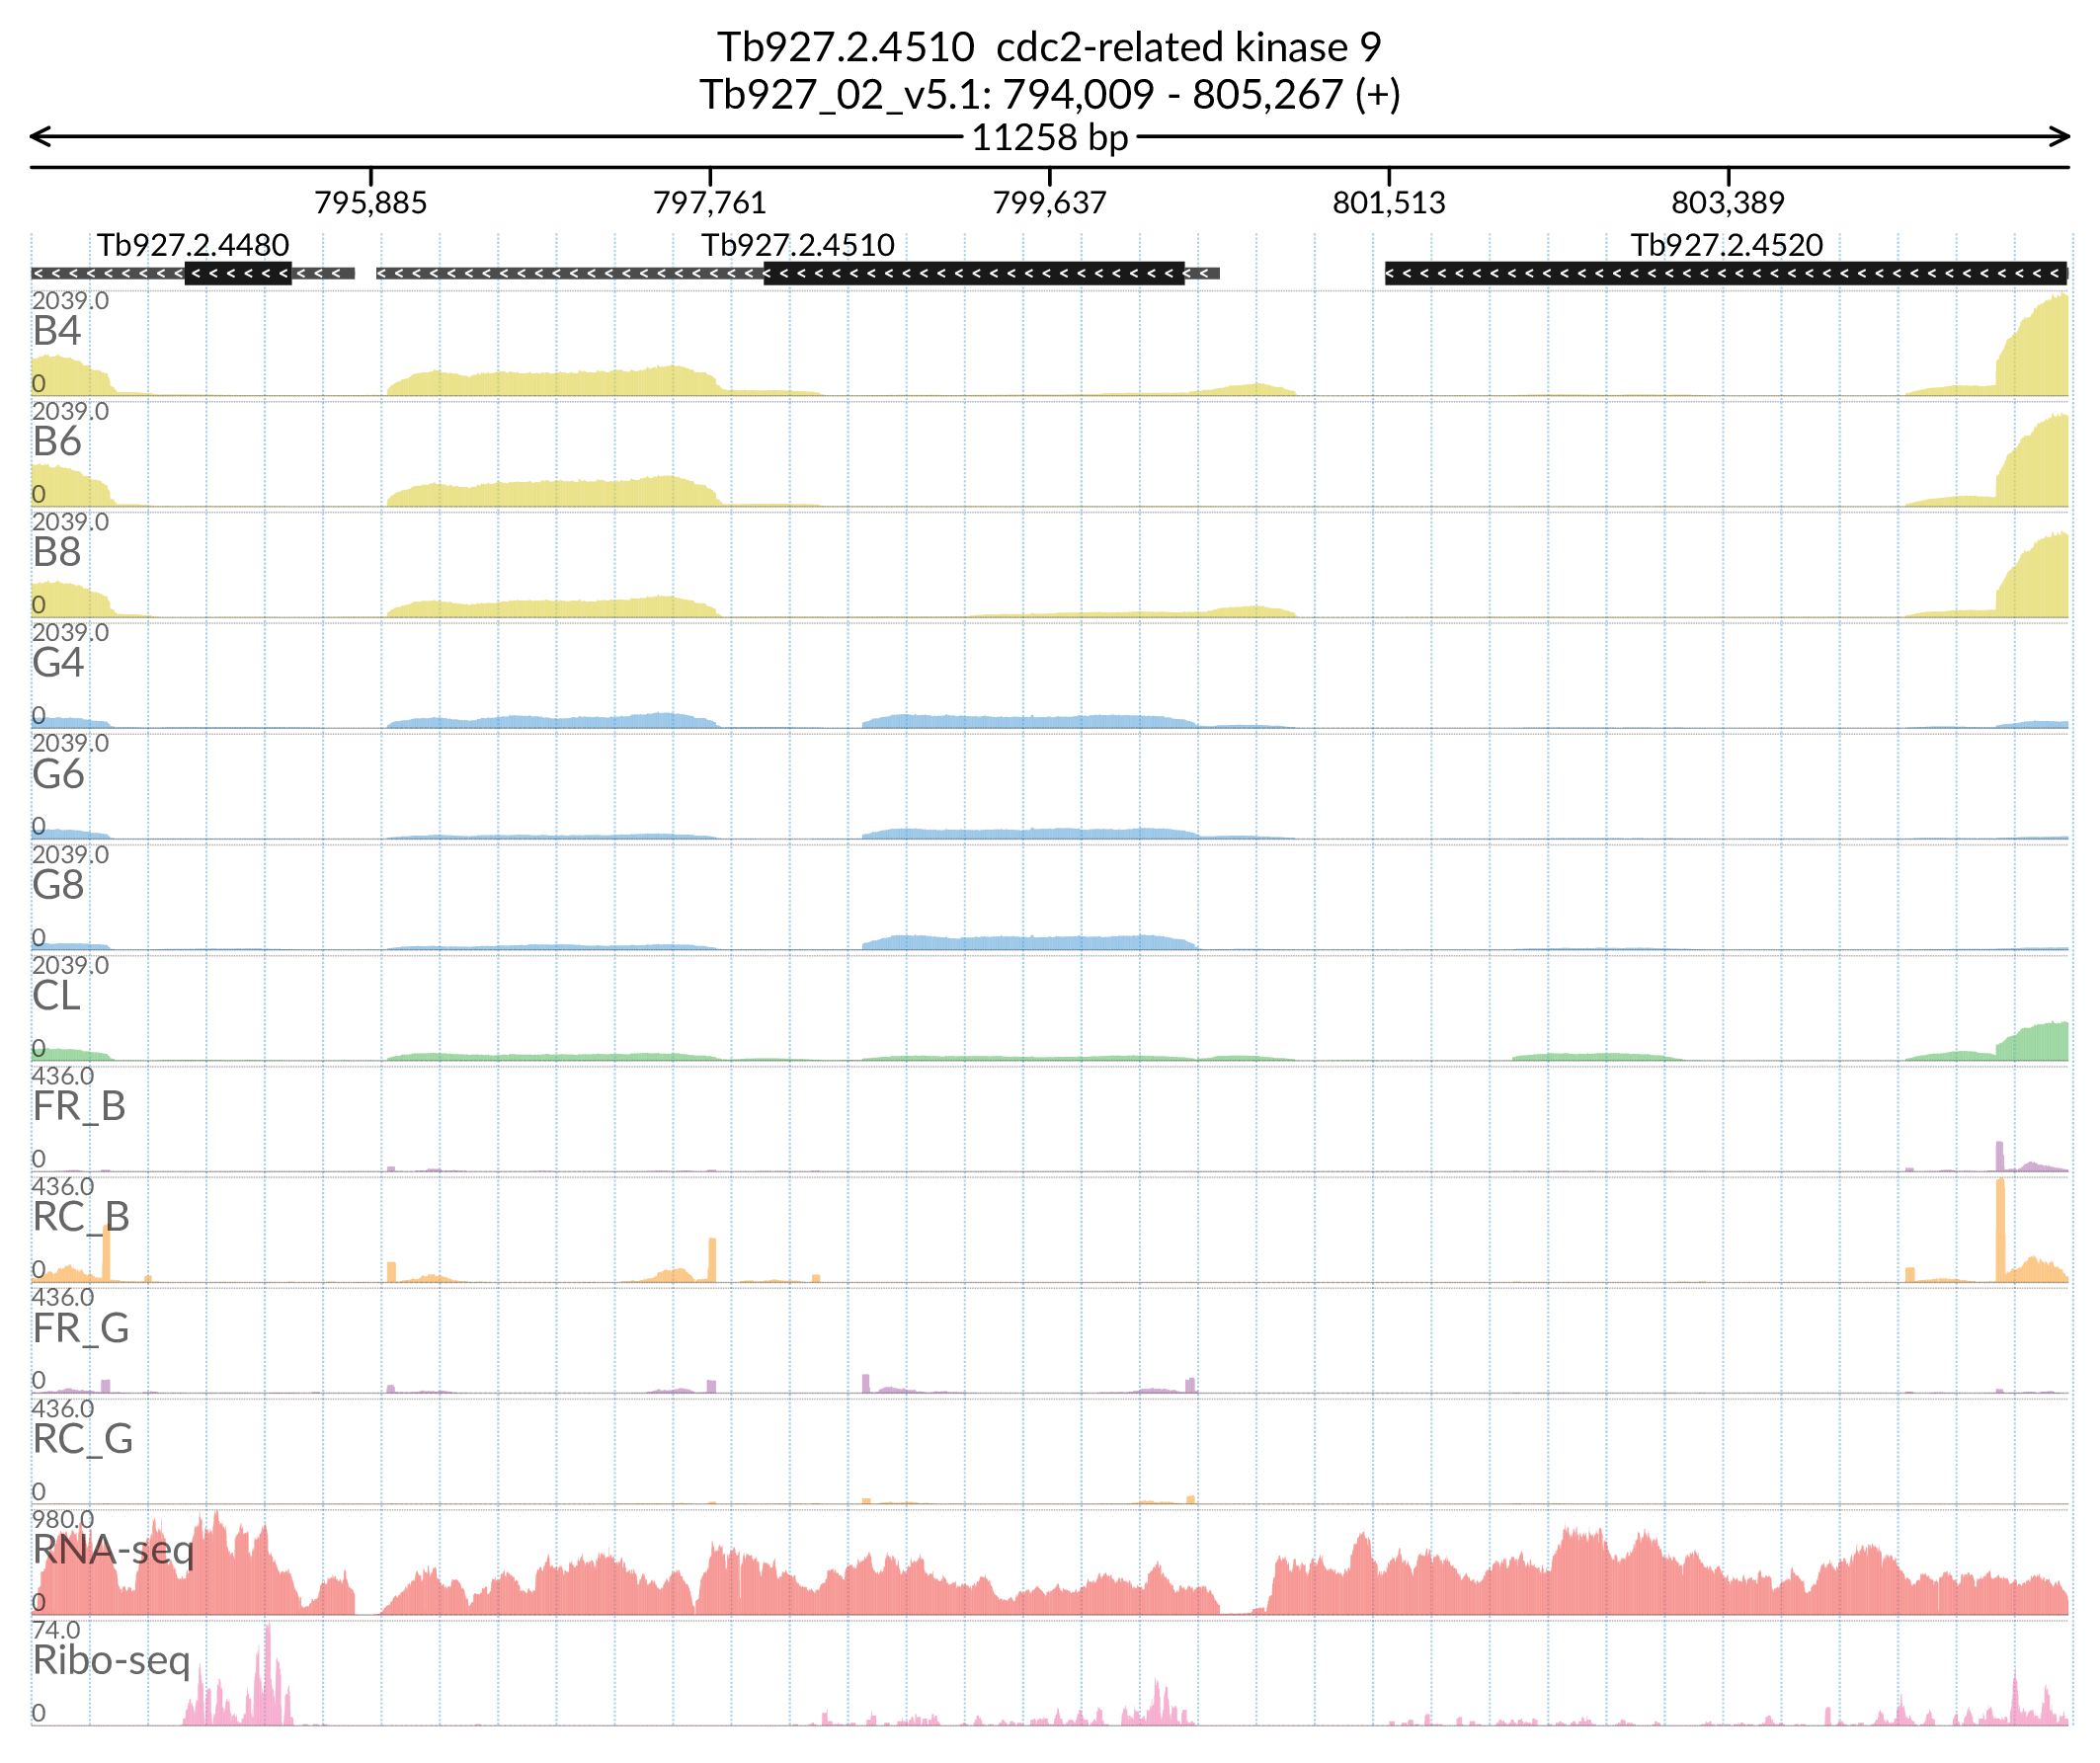 Tb927.2.4510 cdc2-related kinase 9
Tb927_02_v5.1: 794,009 - 805,267 (+)
11258 bp
795,885 797,761 799,637 801,513 803,389
Tb927.2.4480 Tb927.2.4510 Tb927.2.4520
2039.0
B4
0
2039.0
B6
0
2039.0
B8
0
2039.0
G4
0
2039.0
G6
0
2039.0
G8
0
2039.0
CL
0
436.0
FR_B
0
436.0
RC_B
0
436.0
FR_G
0
436.0
RC_G
0
980.0
RNA-seq
0
74.0
Ribo-seq
0